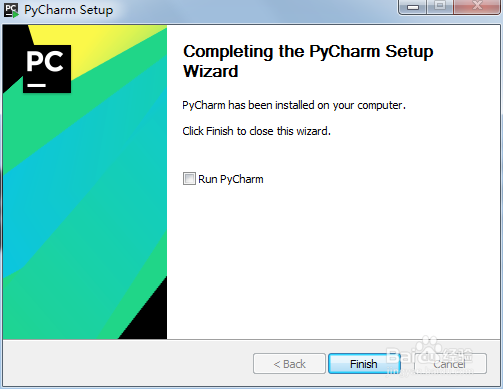 PyCharm Setup
PC
Completing the PyCharm Setup
Wizard
PyCharm has been installed on your computer.
Click Finish to close this wizard.
Run PyCharm
< Back
Finish
Cancel
Bai 经验